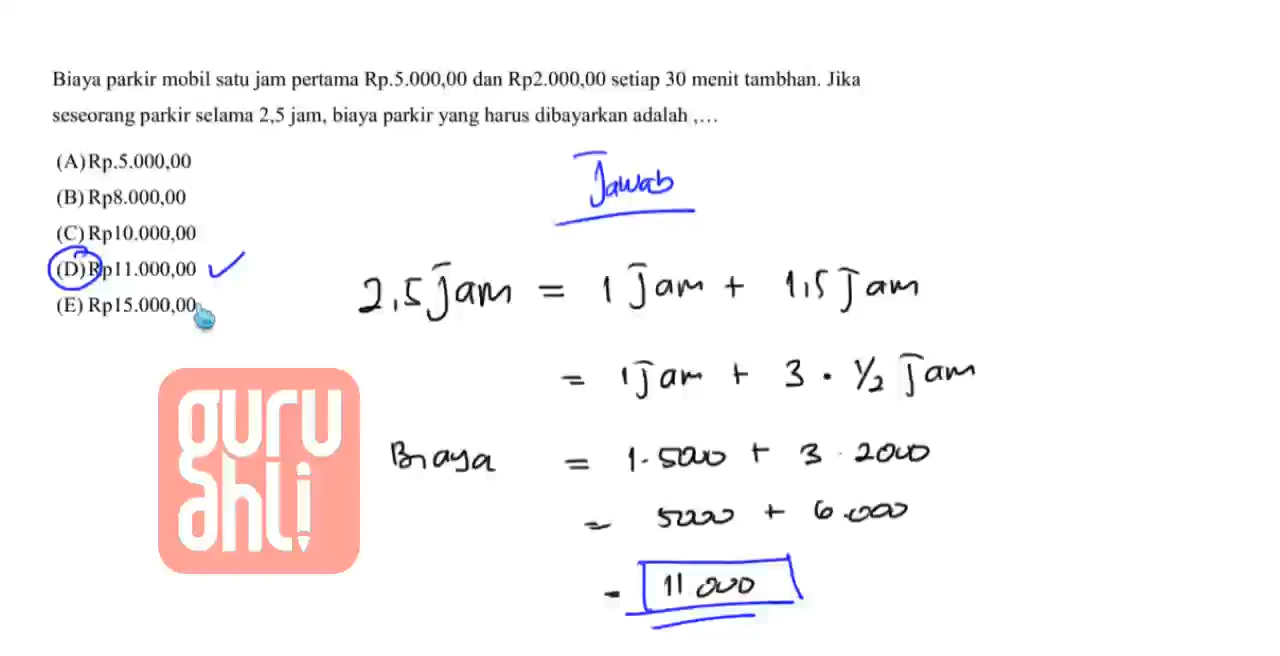 Biaya parkir mobil satu jam pertama Rp.5.000,00 dan Rp2.000,00 setiap 30 menit tambhan. Jika
seseorang parkir selama 2,5 jam, biaya parkir yang harus dibayarkan adalah ,…
(A) Rp.5.000,00
(B) Rp8.000,00
(C) Rp10.000,00
(D) Rp11.000,00
(E) Rp15.000,00
Jawab
2,5 jam = 1 jam + 1,5 jam
= 1 jam + 3 . 1/2 jam
Biaya = 1.5000 + 3 . 2000
= 5000 + 6.000
= 11 000
guru
ahli